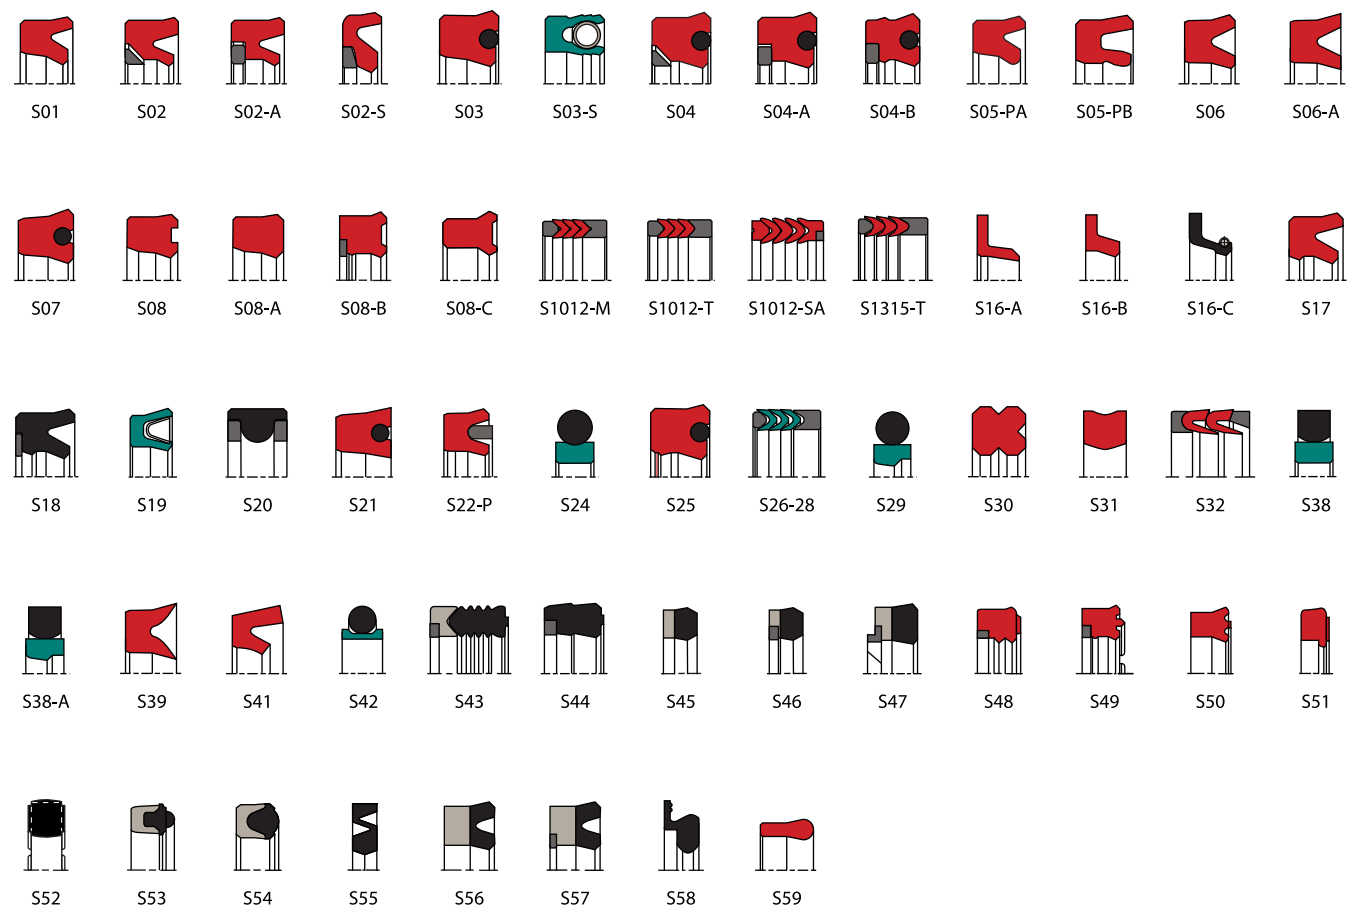 S01 S02 S02-A S02-S S03 S03-S S04 S04-A S04-B S05-PA S05-PB S06 S06-A
S07 S08 S08-A S08-B S08-C S1012-M S1012-T S1012-SA S1315-T S16-A S16-B S16-C S17
S18 S19 S20 S21 S22-P S24 S25 S26-28 S29 S30 S31 S32 S38
S38-A S39 S41 S42 S43 S44 S45 S46 S47 S48 S49 S50 S51
S52 S53 S54 S55 S56 S57 S58 S59